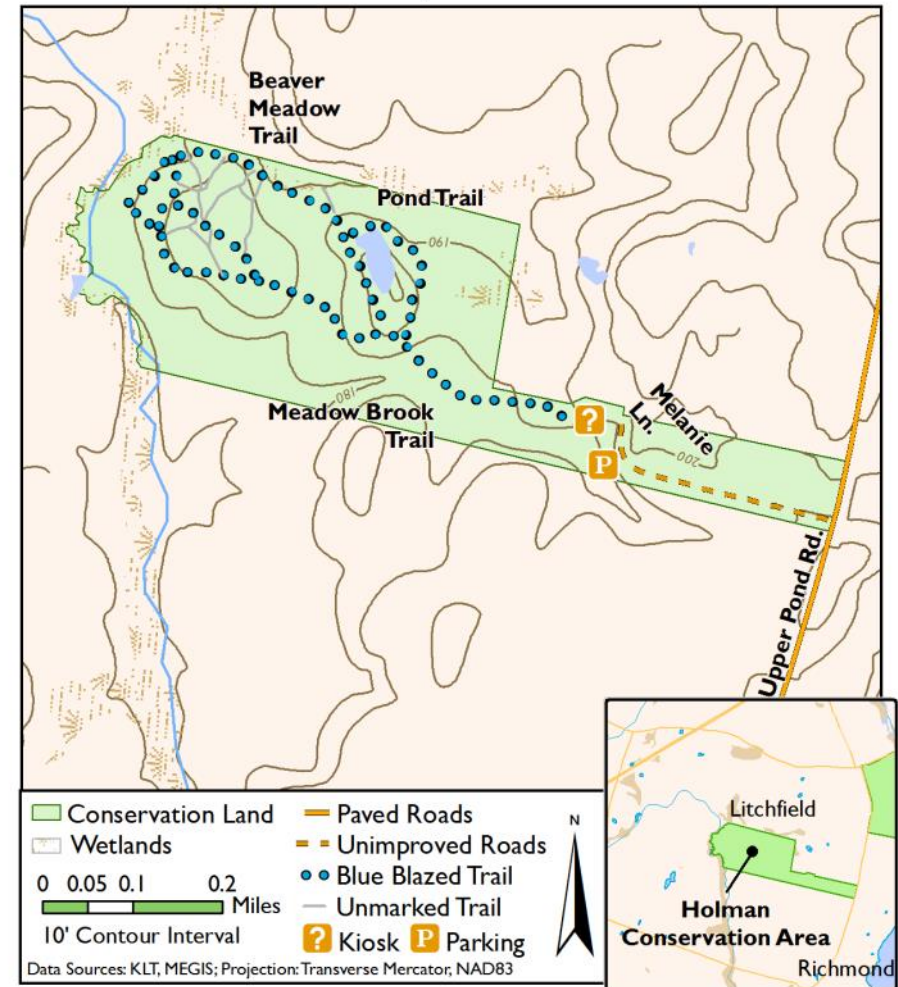 Beaver
Meadow
Trail
Pond Trail
160
180
Meadow Brook
Trail
?
P
Melanie
Ln.
200
Upper Pond Rd.
Conservation Land
Wetlands
0 0.05 0.1 0.2
Miles
10' Contour Interval
Paved Roads
Unimproved Roads
Blue Blazed Trail
Unmarked Trail
? Kiosk P Parking
N
Data Sources: KLT, MEGIS; Projection: Transverse Mercator, NAD83
Litchfield
Holman
Conservation Area
Richmond